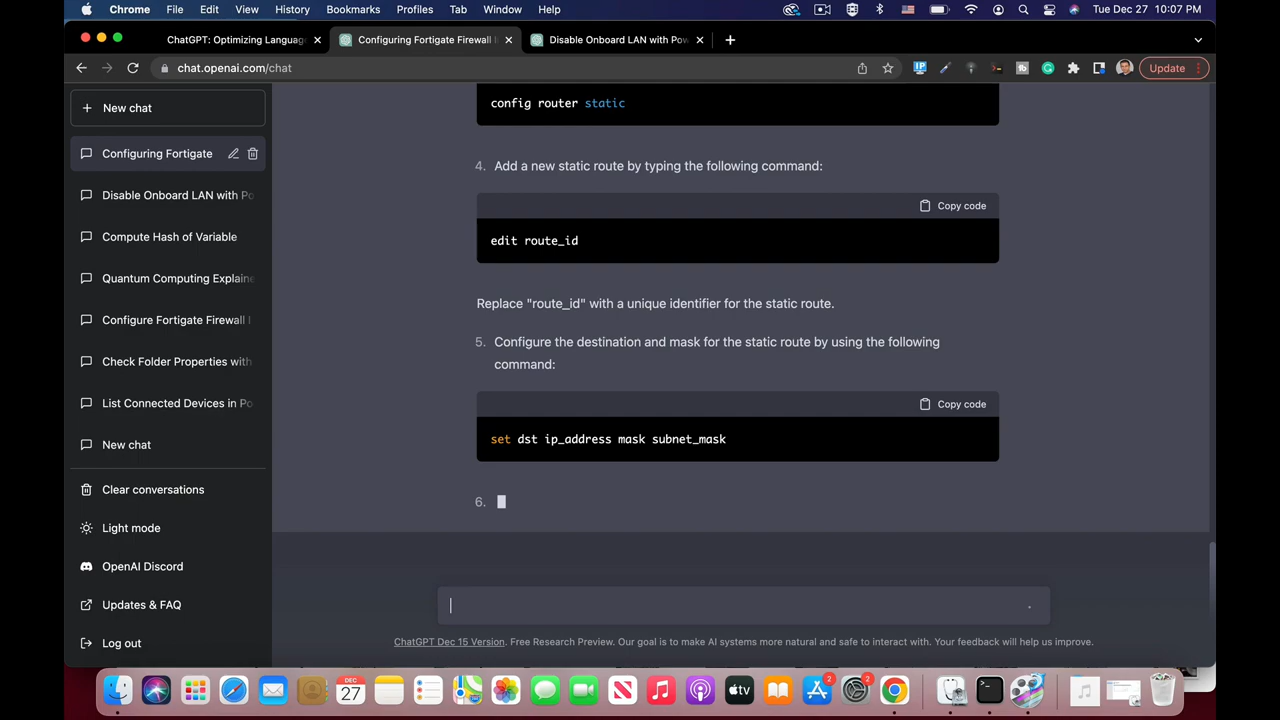 Chrome File Edit View History Bookmarks Profiles Tab Window Help Tue Dec 27 10:07 PM
ChatGPT: Optimizing Language
Configuring Fortigate Firewall
Disable Onboard LAN with Pow
chat.openai.com/chat
Update
New chat
Configuring Fortigate
Disable Onboard LAN with Po
Compute Hash of Variable
Quantum Computing Explaine
Configure Fortigate Firewall
Check Folder Properties with
List Connected Devices in Po
New chat
Clear conversations
Light mode
OpenAI Discord
Updates & FAQ
Log out
config router static
4. Add a new static route by typing the following command:
Copy code
edit route_id
Replace "route_id" with a unique identifier for the static route.
5. Configure the destination and mask for the static route by using the following
command:
Copy code
set dst ip_address mask subnet_mask
6.
ChatGPT Dec 15 Version. Free Research Preview. Our goal is to make AI systems more natural and safe to interact with. Your feedback will help us improve.
DEC
27
tv
2
2